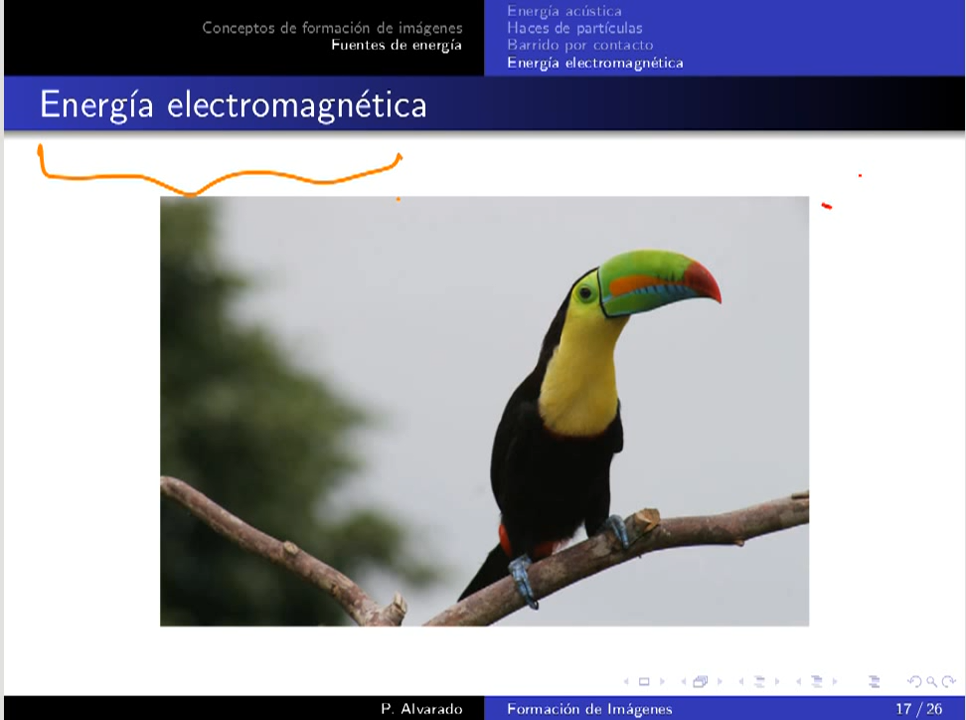 Conceptos de formación de imágenes
Fuentes de energía
Energía acústica
Haces de partículas
Barrido por contacto
Energía electromagnética
Energía electromagnética
P. Alvarado
Formación de Imágenes
17 / 26